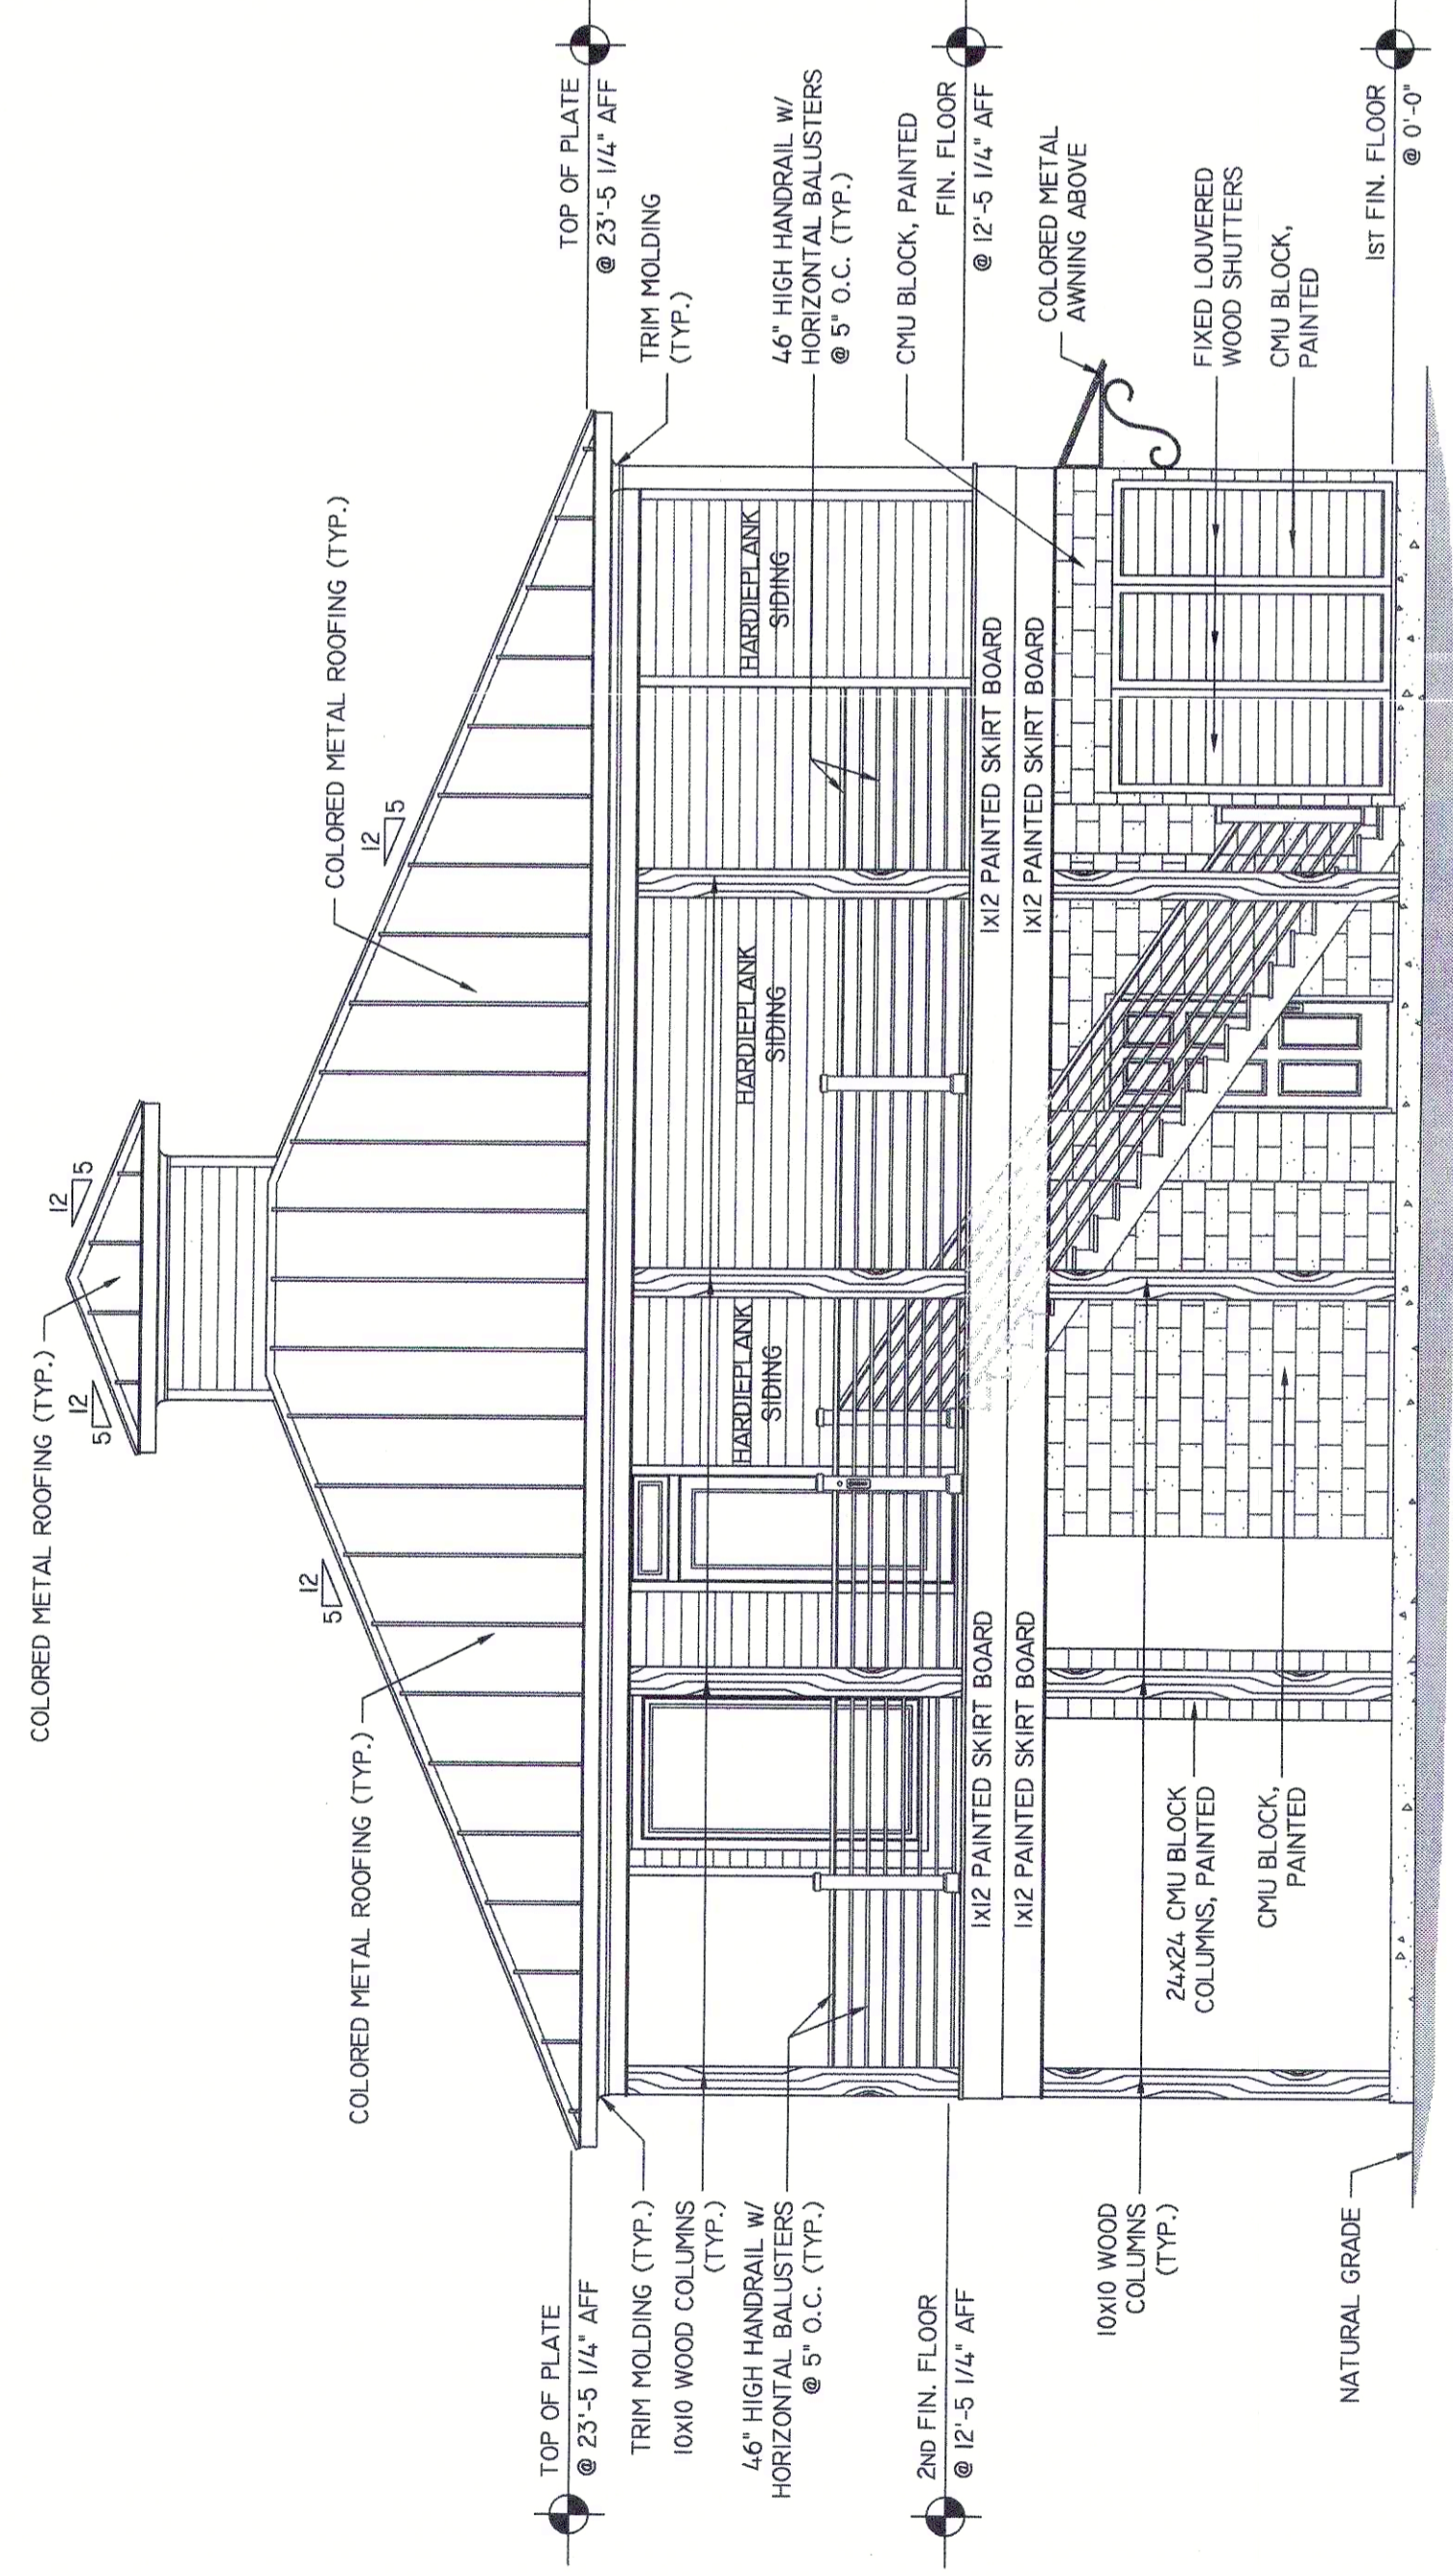 COLORED METAL ROOFING (TYP.)
12
5
12
5
COLORED METAL ROOFING (TYP.)
12
5
12
5
COLORED METAL ROOFING (TYP.)
TOP OF PLATE
@ 23'-5 1/4" AFF
TRIM MOLDING (TYP.)
10X10 WOOD COLUMNS
(TYP.)
46" HIGH HANDRAIL W/
HORIZONTAL BALUSTERS
@ 5" O.C. (TYP.)
2ND FIN. FLOOR
@ 12'-5 1/4" AFF
10X10 WOOD
COLUMNS
(TYP.)
NATURAL GRADE
HARDIEPLANK
SIDING
HARDIEPLANK
SIDING
HARDIEPLANK
SIDING
1X12 PAINTED SKIRT BOARD
1X12 PAINTED SKIRT BOARD
1X12 PAINTED SKIRT BOARD
1X12 PAINTED SKIRT BOARD
24X24 CMU BLOCK
COLUMNS, PAINTED
CMU BLOCK,
PAINTED
TOP OF PLATE
@ 23'-5 1/4" AFF
TRIM MOLDING
(TYP.)
46" HIGH HANDRAIL W/
HORIZONTAL BALUSTERS
@ 5" O.C. (TYP.)
CMU BLOCK, PAINTED
FIN. FLOOR
@ 12'-5 1/4" AFF
COLORED METAL
AWNING ABOVE
FIXED LOUVERED
WOOD SHUTTERS
CMU BLOCK,
PAINTED
1ST FIN. FLOOR
@ 0'-0"